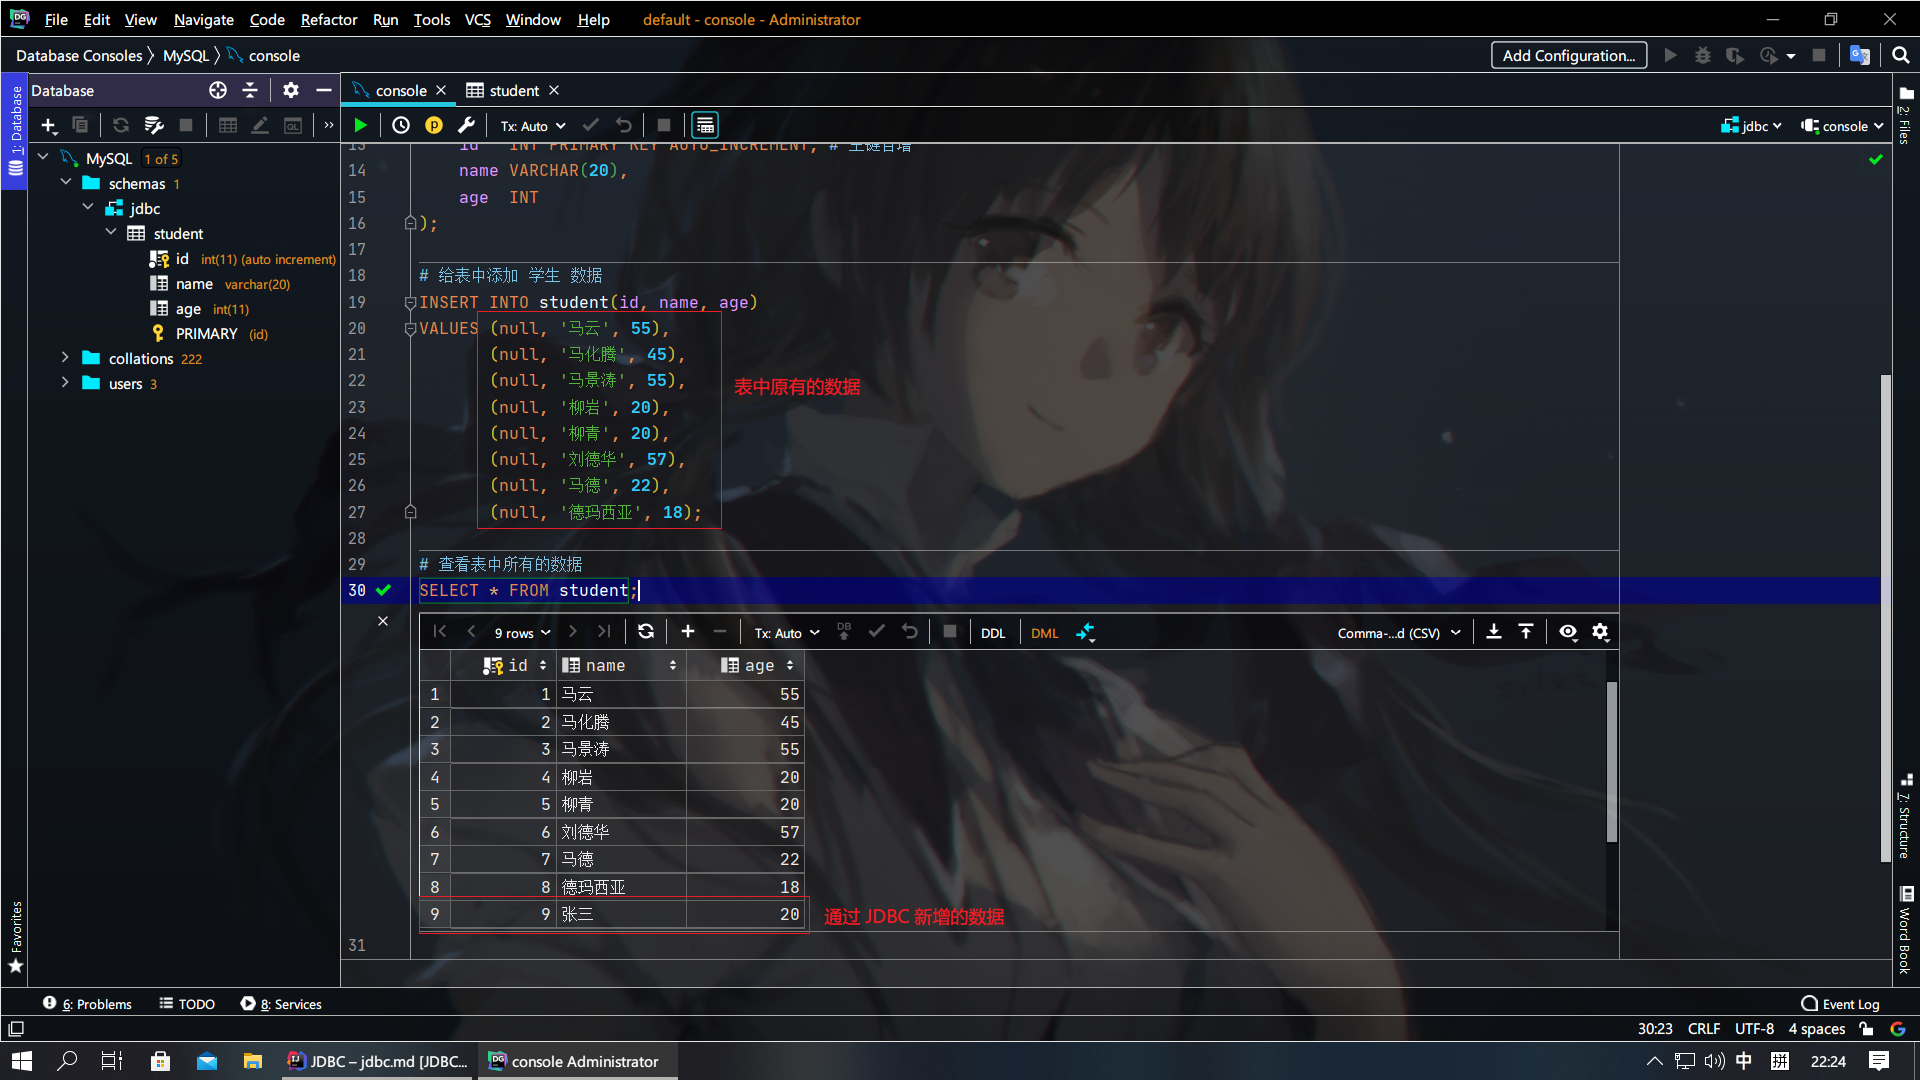 File Edit View Navigate Code Refactor Run Tools VCS Window Help default - console - Administrator
Database Consoles MySQL console Add Configuration...
1: Database
Database
console student
Tx: Auto jdbc console
2: Files
MySQL 1 of 5
schemas 1
jdbc
student
id int(11) (auto increment)
name varchar(20)
age int(11)
PRIMARY (id)
collations 222
users 3
13 id INT PRIMARY KEY AUTO_INCREMENT, # 主键自增
14 name VARCHAR(20),
15 age INT
16 );
17
18 # 给表中添加 学生 数据
19 INSERT INTO student(id, name, age)
20 VALUES (null, '马云', 55),
21 (null, '马化腾', 45),
22 (null, '马景涛', 55),
表中原有的数据
23 (null, '柳岩', 20),
24 (null, '柳青', 20),
25 (null, '刘德华', 57),
26 (null, '马德', 22),
27 (null, '德玛西亚', 18);
28
29 # 查看表中所有的数据
30 SELECT * FROM student;
9 rows Tx: Auto DB DDL DML Comma-...d (CSV)
id name age
1 1 马云 55
2 2 马化腾 45
3 3 马景涛 55
4 4 柳岩 20
5 5 柳青 20
6 6 刘德华 57
7 7 马德 22
8 8 德玛西亚 18
9 9 张三 20
通过 JDBC 新增的数据
31
7: Structure
Word Book
Favorites
6: Problems TODO 8: Services Event Log
30:23 CRLF UTF-8 4 spaces
JDBC – jdbc.md [JDBC... console Administrator 中 拼 22:24